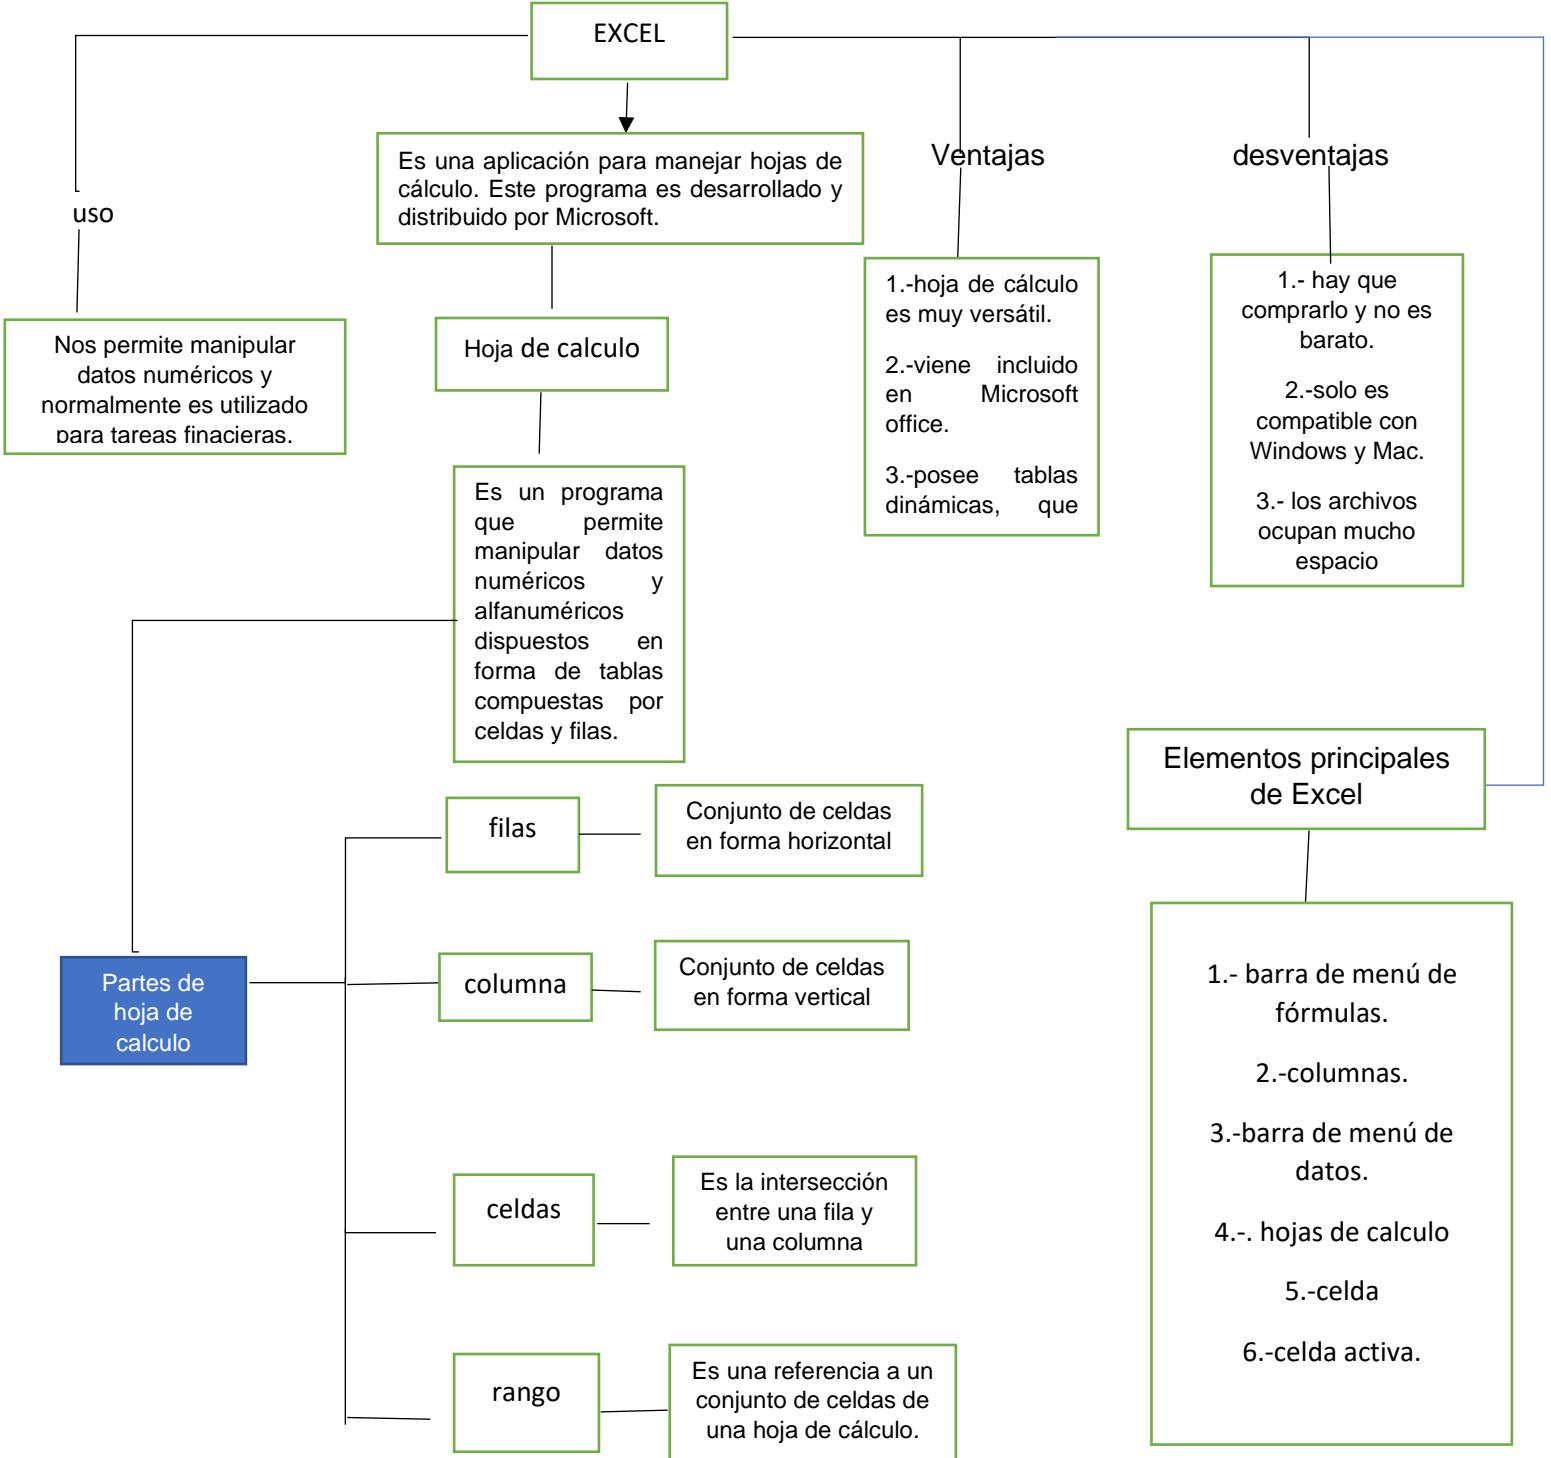 EXCEL
uso
Nos permite manipular
datos numéricos y
normalmente es utilizado
para tareas finacieras.
Es una aplicación para manejar hojas de
cálculo. Este programa es desarrollado y
distribuido por Microsoft.
Hoja de calculo
Es un programa
que permite
manipular datos
numéricos y
alfanuméricos
dispuestos en
forma de tablas
compuestas por
celdas y filas.
Ventajas
1.-hoja de cálculo
es muy versátil.
2.-viene incluido
en Microsoft
office.
3.-posee tablas
dinámicas, que
desventajas
1.- hay que
comprarlo y no es
barato.
2.-solo es
compatible con
Windows y Mac.
3.- los archivos
ocupan mucho
espacio
Partes de
hoja de
calculo
filas
Conjunto de celdas
en forma horizontal
columna
Conjunto de celdas
en forma vertical
celdas
Es la intersección
entre una fila y
una columna
rango
Es una referencia a un
conjunto de celdas de
una hoja de cálculo.
Elementos principales
de Excel
1.- barra de menú de
fórmulas.
2.-columnas.
3.-barra de menú de
datos.
4.-. hojas de calculo
5.-celda
6.-celda activa.